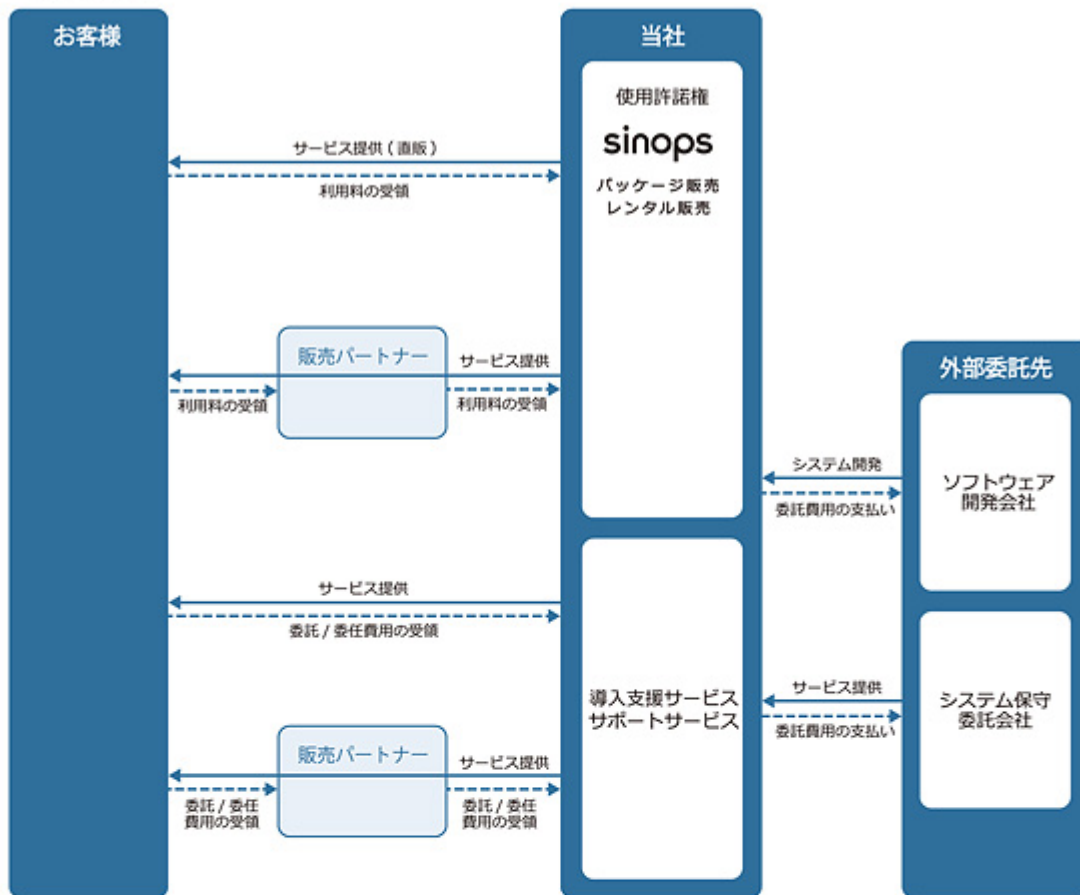 お客様
当社
使用許諾権
sinops
パッケージ販売
レンタル販売
サービス提供 ( 直販 )
利用料の受領
販売パートナー
サービス提供
利用料の受領
利用料の受領
外部委託先
システム開発
委託費用の支払い
ソフトウェア
開発会社
サービス提供
委託 / 委任費用の受領
導入支援サービス
サポートサービス
サービス提供
委託費用の支払い
システム保守
委託会社
販売パートナー
サービス提供
委託 / 委任
費用の受領
委託 / 委任
費用の受領